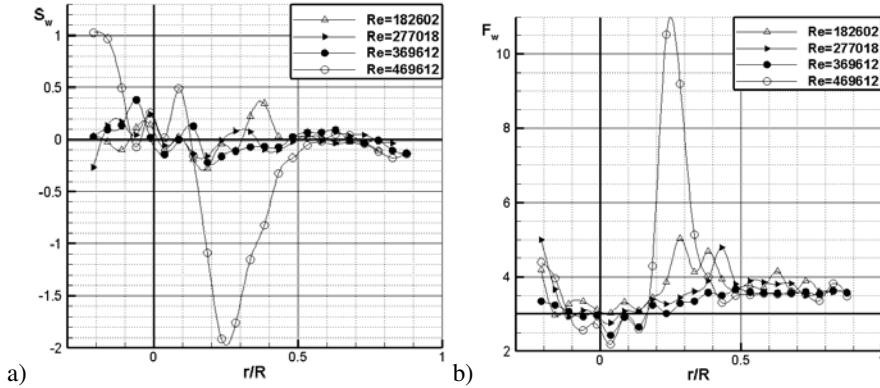 a)
S_w
1
0.5
0
-0.5
-1
-1.5
-2
0
0.5
1
r/R
Re=182602
Re=277018
Re=369612
Re=469612
b)
F_w
10
8
6
4
2
0
0.5
1
r/R
Re=182602
Re=277018
Re=369612
Re=469612